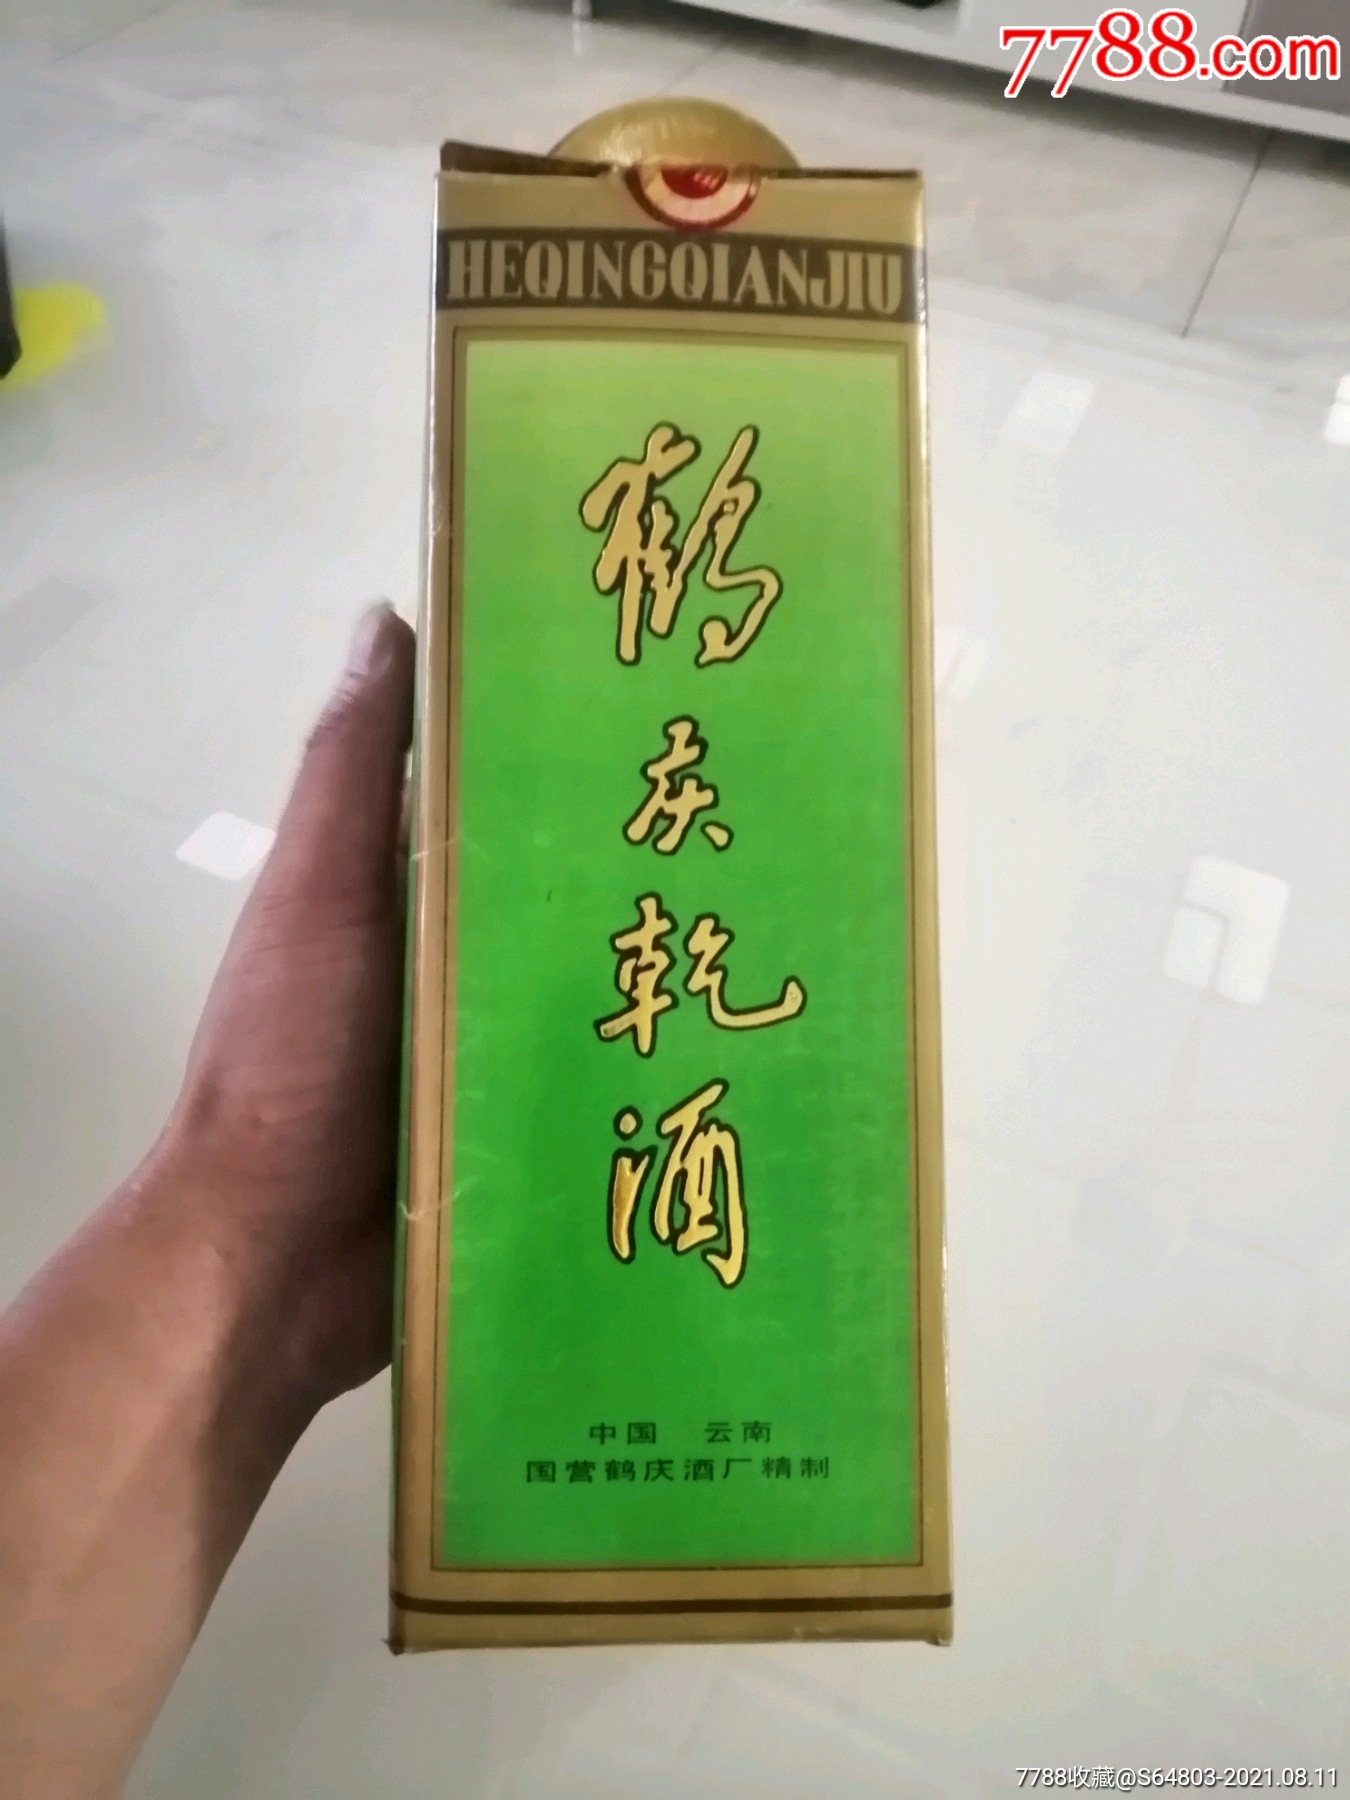 7788.com
HEQINGQIANJIU
鹤庆乾酒
中国 云南
国营鹤庆酒厂精制
7788收藏@S64803-2021.08.11